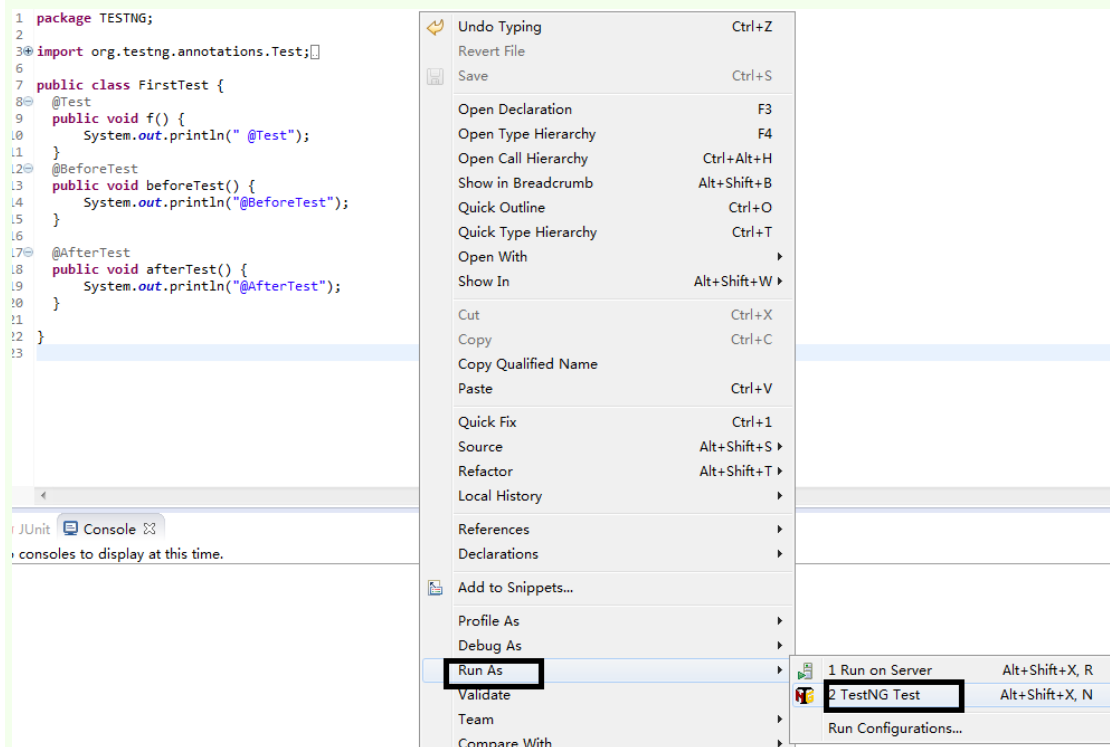 1 package TESTNG;
2
3 import org.testng.annotations.Test;
6
7 public class FirstTest {
8 @Test
9 public void f() {
10 System.out.println(" @Test");
11 }
12 @BeforeTest
13 public void beforeTest() {
14 System.out.println("@BeforeTest");
15 }
16
17 @AfterTest
18 public void afterTest() {
19 System.out.println("@AfterTest");
20 }
21
22 }
23
JUnit Console
consoles to display at this time.
Undo Typing Ctrl+Z
Revert File
Save Ctrl+S
Open Declaration F3
Open Type Hierarchy F4
Open Call Hierarchy Ctrl+Alt+H
Show in Breadcrumb Alt+Shift+B
Quick Outline Ctrl+O
Quick Type Hierarchy Ctrl+T
Open With
Show In Alt+Shift+W
Cut Ctrl+X
Copy Ctrl+C
Copy Qualified Name
Paste Ctrl+V
Quick Fix Ctrl+1
Source Alt+Shift+S
Refactor Alt+Shift+T
Local History
References
Declarations
Add to Snippets...
Profile As
Debug As
Run As
Validate
Team
Compare With
1 Run on Server Alt+Shift+X, R
2 TestNG Test Alt+Shift+X, N
Run Configurations...